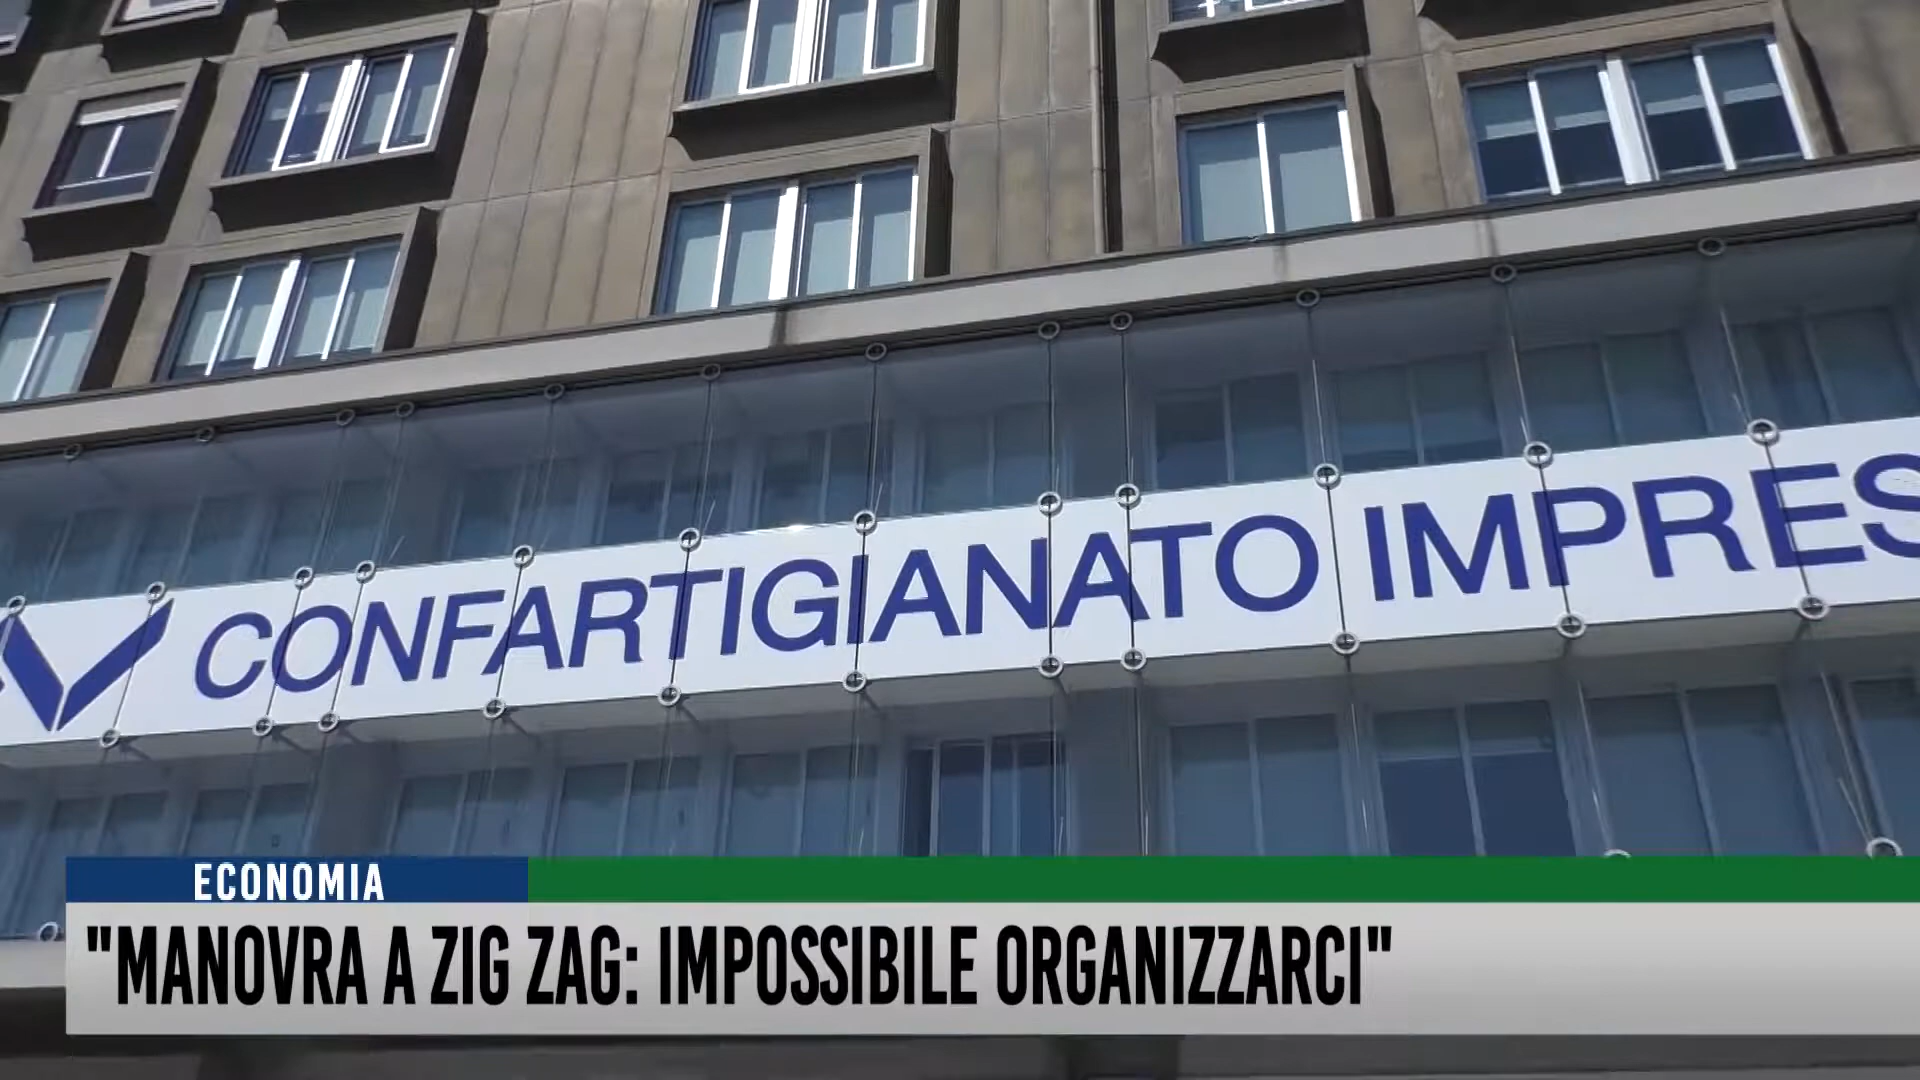 CONFARTIGIANATO IMPRES
ECONOMIA
"MANOVRA A ZIG ZAG: IMPOSSIBILE ORGANIZZARCI"